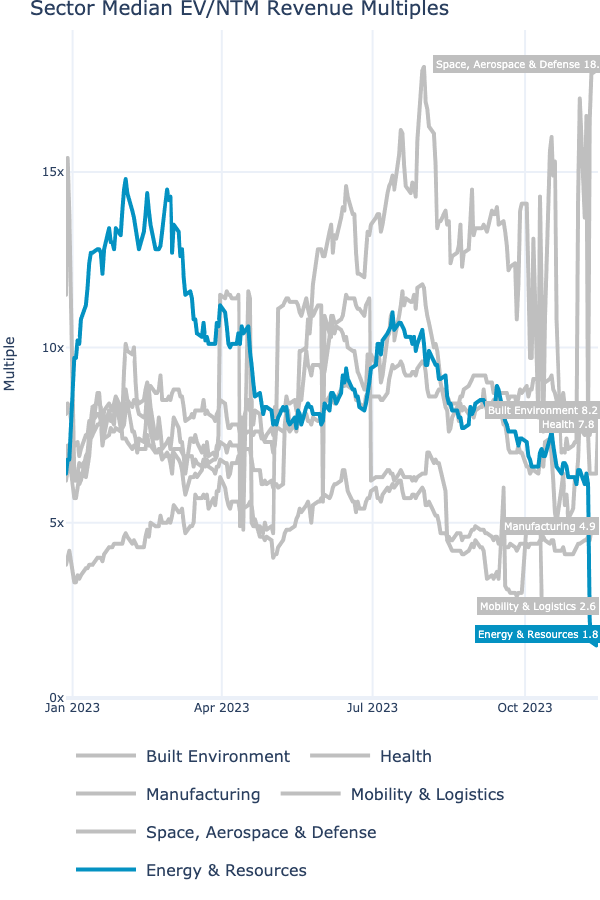 Sector Median EV/NTM Revenue Multiples
Space, Aerospace & Defense 18.
15x
Multiple
10x
Built Environment 8.2
Health 7.8
5x
Manufacturing 4.9
Mobility & Logistics 2.6
Energy & Resources 1.8
0x
Jan 2023 Apr 2023 Jul 2023 Oct 2023
Built Environment Health
Manufacturing Mobility & Logistics
Space, Aerospace & Defense
Energy & Resources